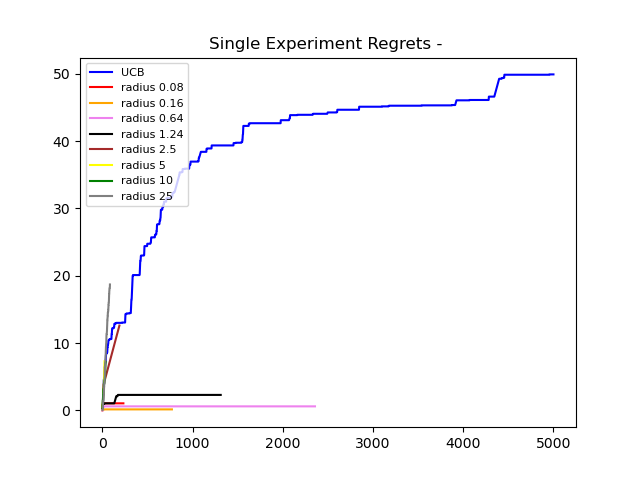 Single Experiment Regrets -
50
40
30
20
10
0
UCB
radius 0.08
radius 0.16
radius 0.64
radius 1.24
radius 2.5
radius 5
radius 10
radius 25
0 1000 2000 3000 4000 5000